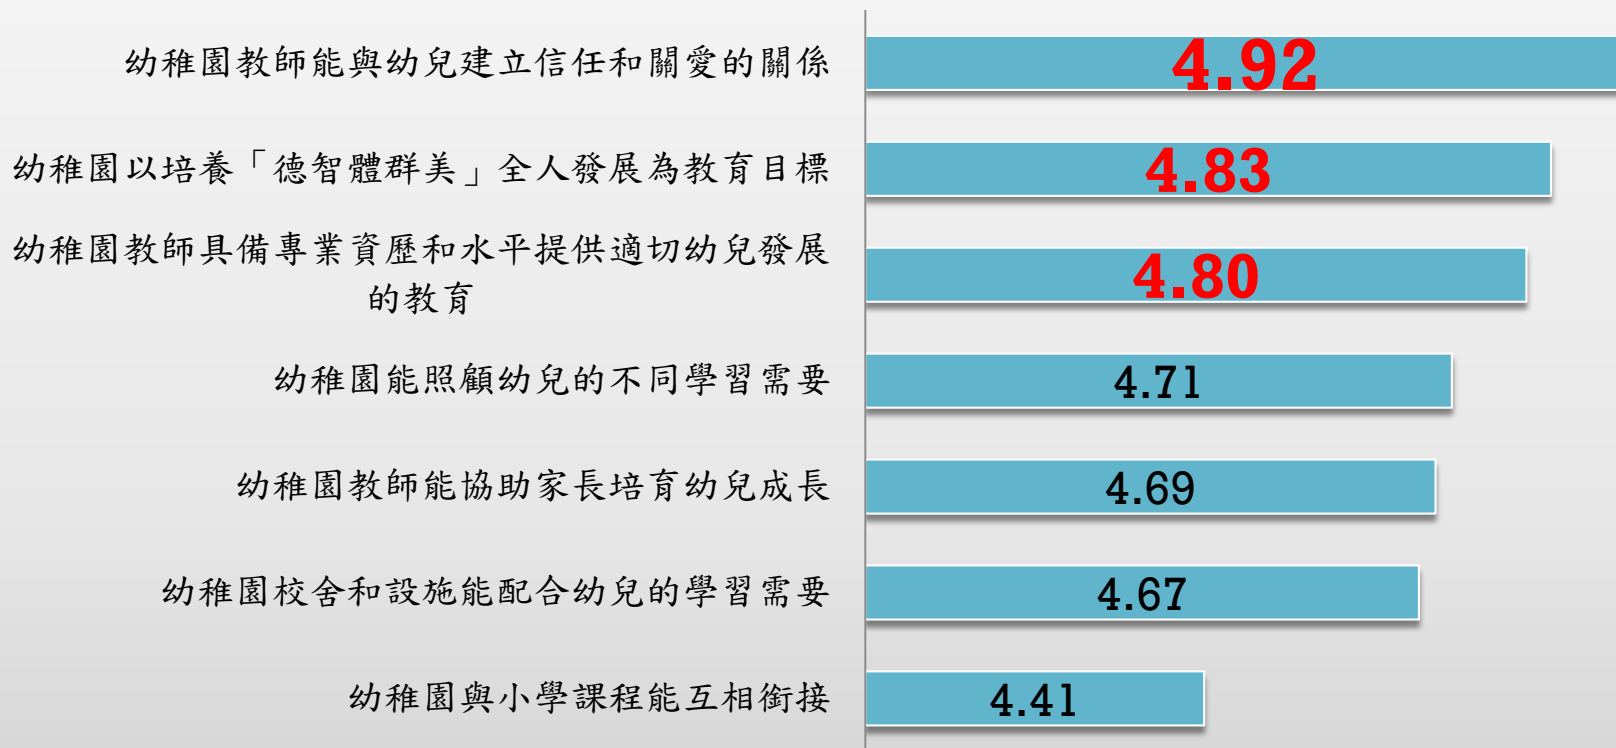 幼稚園教師能與幼兒建立信任和關愛的關係
4.92
幼稚園以培養「德智體群美」全人發展為教育目標
4.83
幼稚園教師具備專業資歷和水平提供適切幼兒發展
的教育
4.80
幼稚園能照顧幼兒的不同學習需要
4.71
幼稚園教師能協助家長培育幼兒成長
4.69
幼稚園校舍和設施能配合幼兒的學習需要
4.67
幼稚園與小學課程能互相銜接
4.41